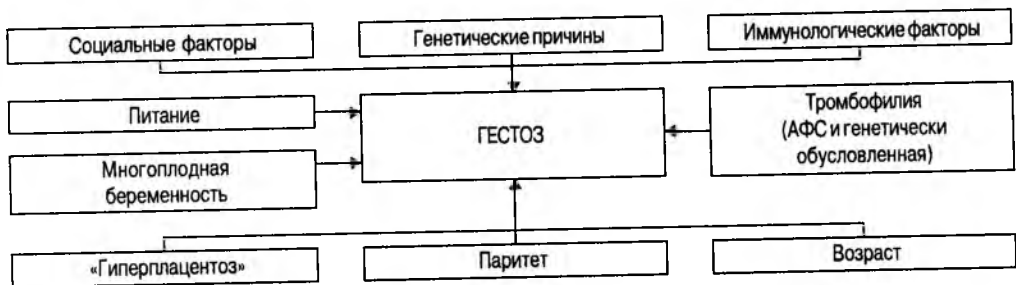 Социальные факторы
Генетические причины
Иммунологические факторы
Питание
ГЕСТОЗ
Тромбофилия
(АФС и генетически
обусловленная)
Многоплодная
беременность
«Гиперплацентоз»
Паритет
Возраст